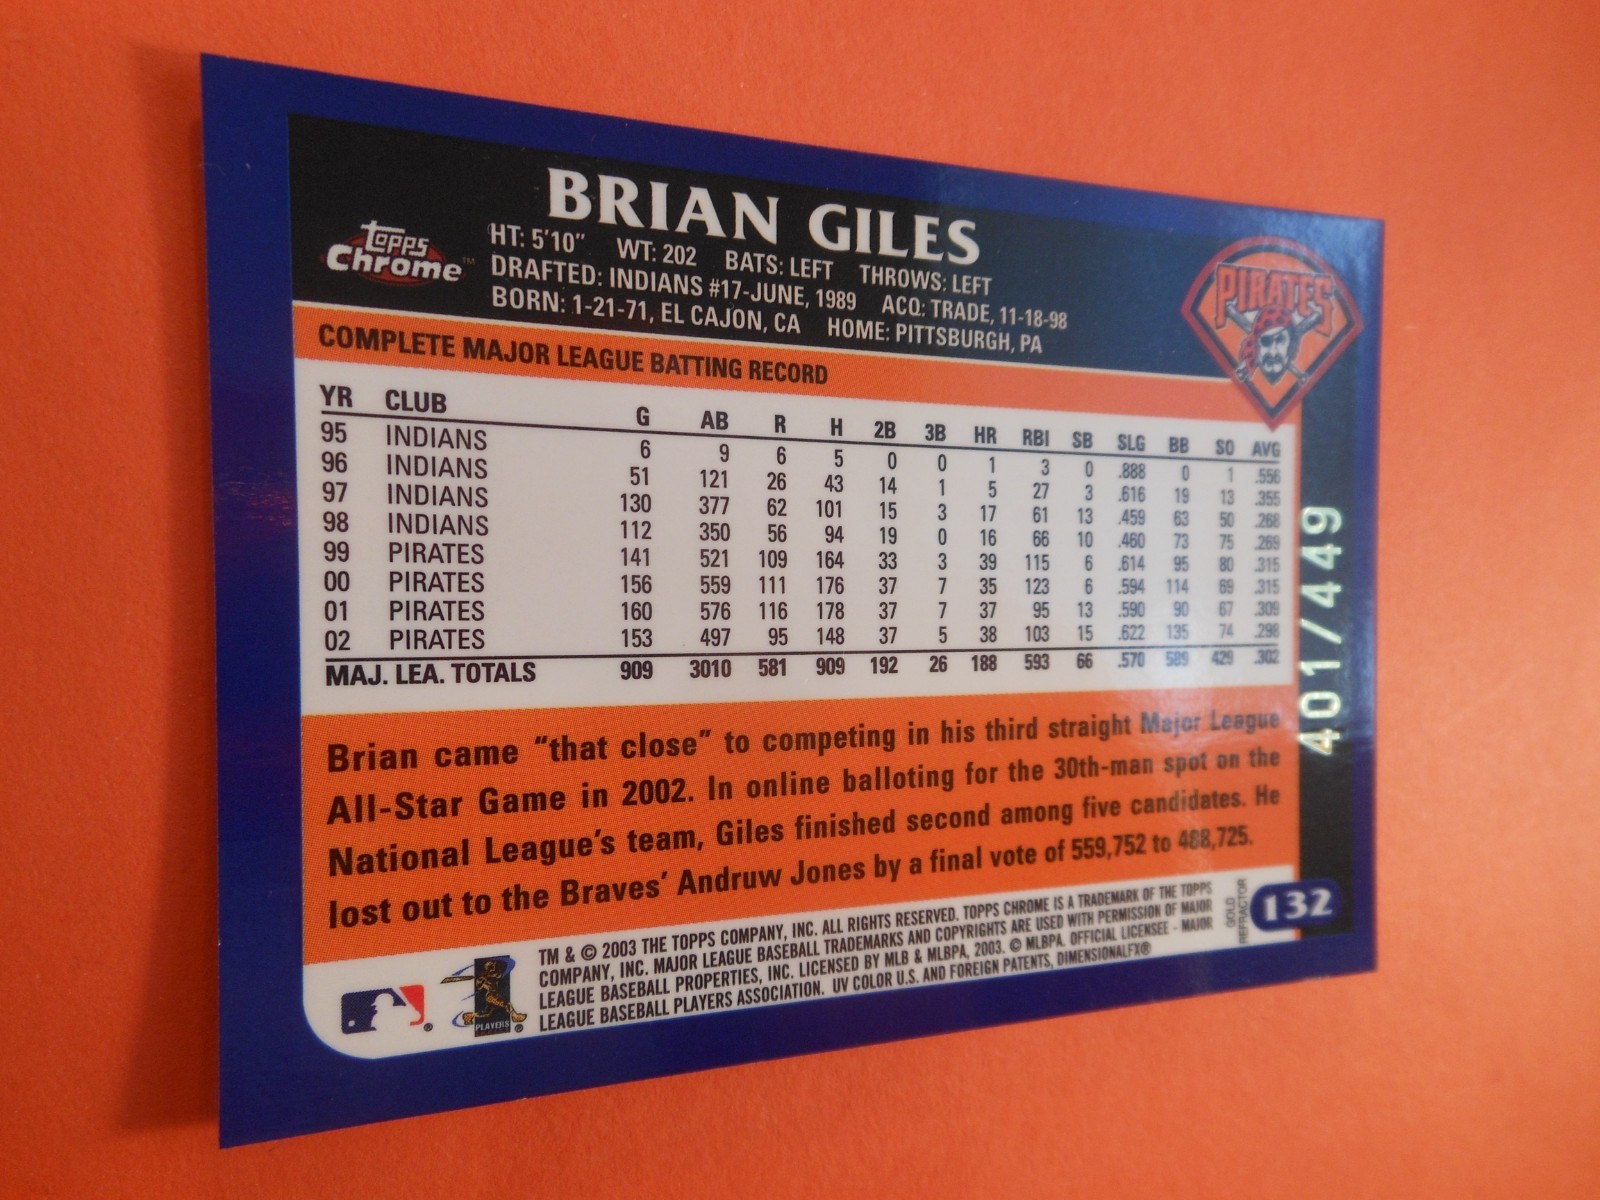 BRIAN GILES
Topps
Chrome™
HT: 5'10" WT: 202 BATS: LEFT THROWS: LEFT
DRAFTED: INDIANS #17-JUNE, 1989 ACQ: TRADE, 11-18-98
BORN: 1-21-71, EL CAJON, CA HOME: PITTSBURGH, PA
PIRATES
COMPLETE MAJOR LEAGUE BATTING RECORD
YR CLUB G AB R H 2B 3B HR RBI SB SLG BB SO AVG
95 INDIANS 6 9 6 5 0 0 1 3 0 .888 0 1 .556
96 INDIANS 51 121 26 43 14 1 5 27 3 .616 19 13 .355
97 INDIANS 130 377 62 101 15 3 17 61 13 .459 63 50 .268
98 INDIANS 112 350 56 94 19 0 16 66 10 .460 73 75 .269
99 PIRATES 141 521 109 164 33 3 39 115 6 .614 95 80 .315
00 PIRATES 156 559 111 176 37 7 35 123 6 .594 114 69 .315
01 PIRATES 160 576 116 178 37 7 37 95 13 .590 90 67 .309
02 PIRATES 153 497 95 148 37 5 38 103 15 .622 135 74 .298
MAJ. LEA. TOTALS 909 3010 581 909 192 26 188 593 66 .570 589 429 .302
401/449
Brian came "that close" to competing in his third straight Major League
All-Star Game in 2002. In online balloting for the 30th-man spot on the
National League's team, Giles finished second among five candidates. He
lost out to the Braves' Andruw Jones by a final vote of 559,752 to 488,725.
TM & © 2003 THE TOPPS COMPANY, INC. ALL RIGHTS RESERVED. TOPPS CHROME IS A TRADEMARK OF THE TOPPS
COMPANY, INC. MAJOR LEAGUE BASEBALL TRADEMARKS AND COPYRIGHTS ARE USED WITH PERMISSION OF MAJOR
LEAGUE BASEBALL PROPERTIES, INC. LICENSED BY MLB & MLBPA, 2003. © MLBPA. OFFICIAL LICENSEE - MAJOR
LEAGUE BASEBALL PLAYERS ASSOCIATION. UV COLOR U.S. AND FOREIGN PATENTS, DIMENSIONALFX®
PLAYERS
GOLD
REFRACTOR
132